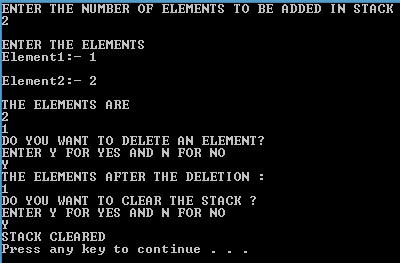 ENTER THE NUMBER OF ELEMENTS TO BE ADDED IN STACK
2
ENTER THE ELEMENTS
Element1:- 1
Element2:- 2
THE ELEMENTS ARE
2
1
DO YOU WANT TO DELETE AN ELEMENT?
ENTER Y FOR YES AND N FOR NO
Y
THE ELEMENTS AFTER THE DELETION :
1
DO YOU WANT TO CLEAR THE STACK ?
ENTER Y FOR YES AND N FOR NO
Y
STACK CLEARED
Press any key to continue . . .